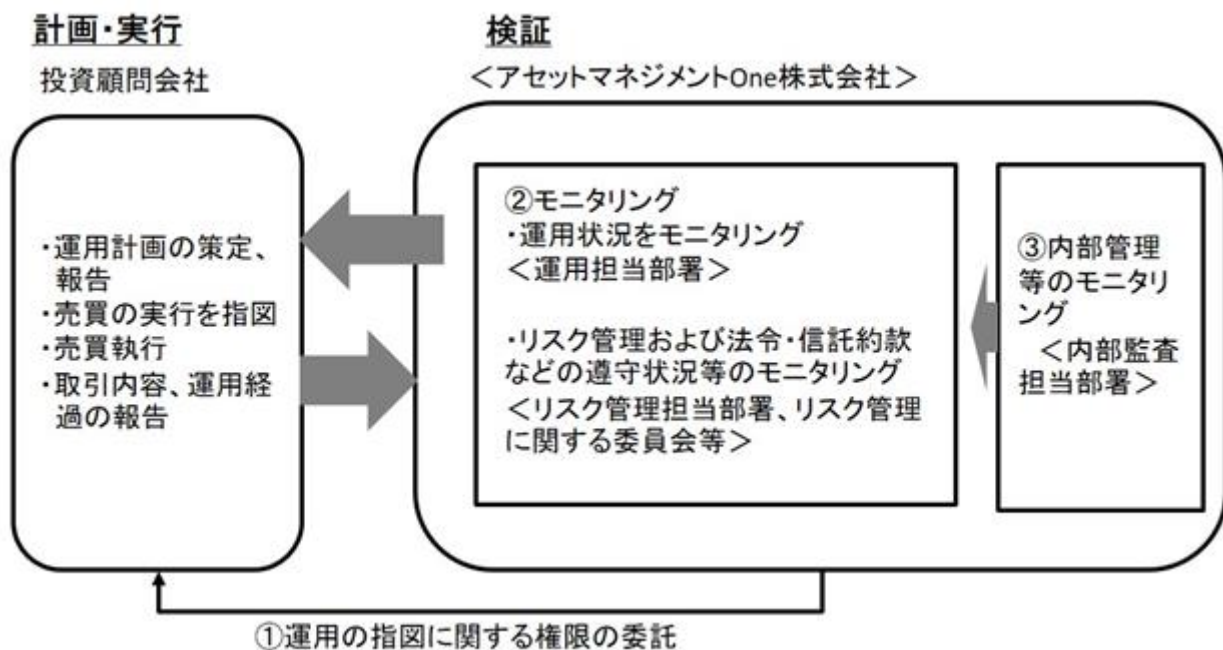 計画・実行
投資顧問会社
・運用計画の策定、
報告
・売買の実行を指図
・売買執行
・取引内容、運用経
過の報告
検証
＜アセットマネジメントOne株式会社＞
②モニタリング
・運用状況をモニタリング
＜運用担当部署＞
・リスク管理および法令・信託約款
などの遵守状況等のモニタリング
＜リスク管理担当部署、リスク管理
に関する委員会等＞
③内部管理
等のモニタリ
ング
＜内部監査
担当部署＞
①運用の指図に関する権限の委託